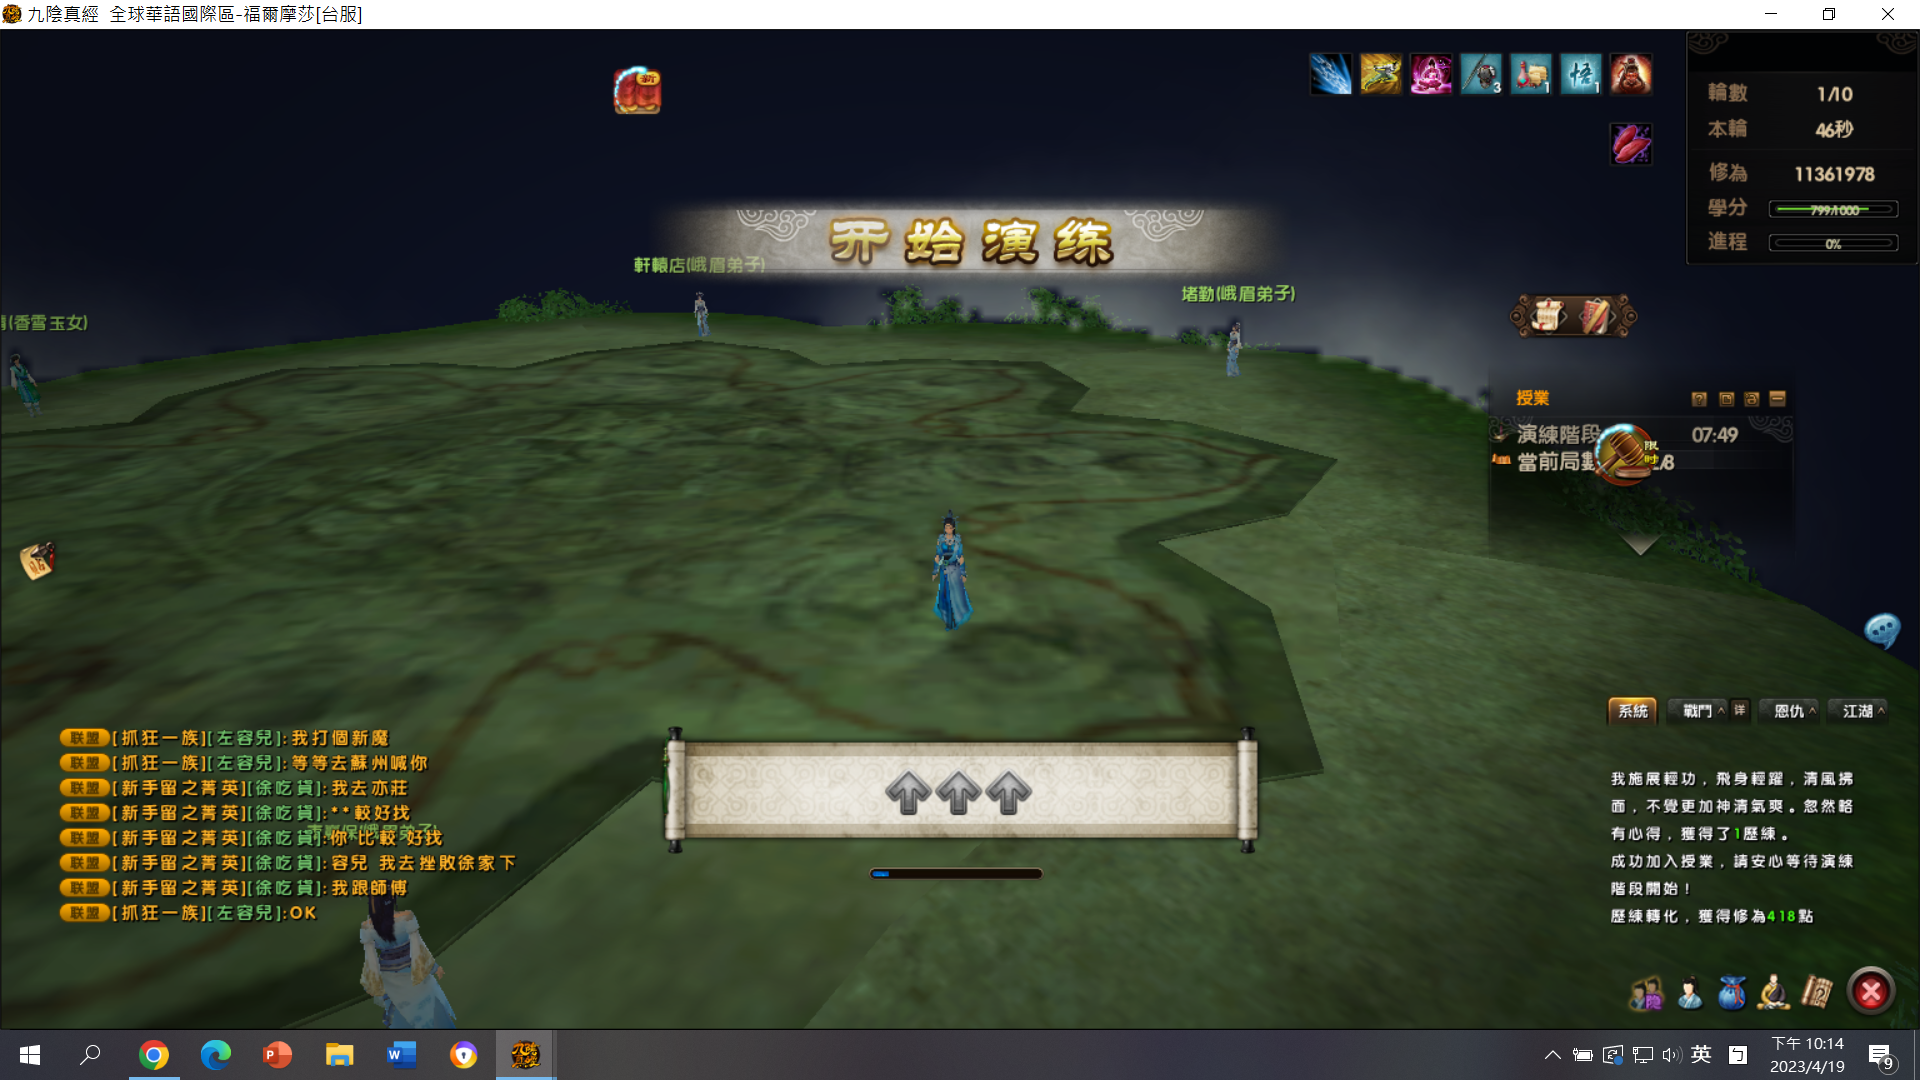 九陰真經  全球華語國際區-福爾摩莎[台服]
新
3
1
悟1
輪數 1/10
本輪 46秒
修為 11361978
學分 799/1000
進程 0%
开始演练
軒轅店(峨眉弟子)
堵勤(峨眉弟子)
(香雪玉女)
授業
演練階段 07:49
限时
當前局數 /8
系統 戰鬥 详 恩仇 江湖
联盟 [抓狂一族][左容兒]:我打個新魔
联盟 [抓狂一族][左容兒]:等等去蘇州喊你
联盟 [新手留之菁英][徐吃貨]:我去亦莊
联盟 [新手留之菁英][徐吃貨]:**較好找
联盟 [新手留之菁英][徐吃貨]:你比較好找
联盟 [新手留之菁英][徐吃貨]:容兒 我去挫敗徐家下
联盟 [新手留之菁英][徐吃貨]:我跟師傅
联盟 [抓狂一族][左容兒]:OK
我施展輕功，飛身輕躍，清風拂
面，不覺更加神清氣爽。忽然略
有心得，獲得了1歷練。
成功加入授業，請安心等待演練
階段開始！
歷練轉化，獲得修為418點
英
下午 10:14
2023/4/19
9